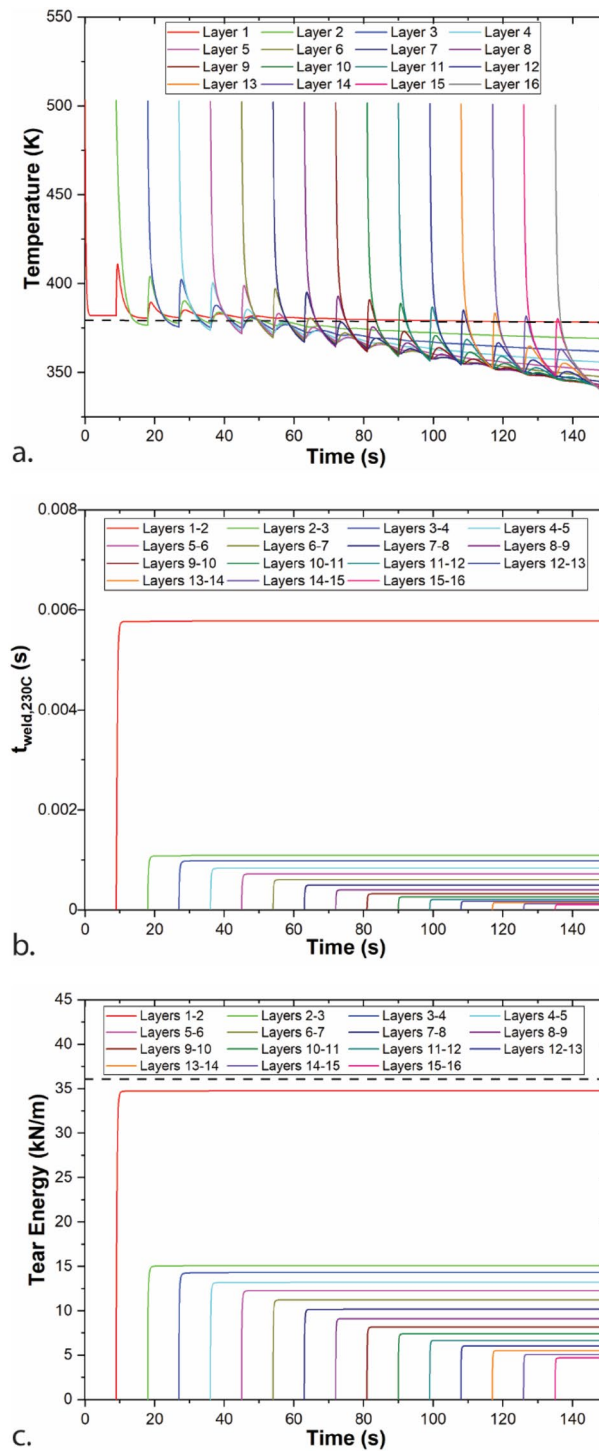 550
500
450
400
350
Temperature (K)
Layer 1 Layer 2 Layer 3 Layer 4
Layer 5 Layer 6 Layer 7 Layer 8
Layer 9 Layer 10 Layer 11 Layer 12
Layer 13 Layer 14 Layer 15 Layer 16
0 20 40 60 80 100 120 140
Time (s)
a.
0.008
0.006
0.004
0.002
0
t_weld,230C (s)
Layers 1-2 Layers 2-3 Layers 3-4 Layers 4-5
Layers 5-6 Layers 6-7 Layers 7-8 Layers 8-9
Layers 9-10 Layers 10-11 Layers 11-12 Layers 12-13
Layers 13-14 Layers 14-15 Layers 15-16
0 20 40 60 80 100 120 140
Time (s)
b.
45
40
35
30
25
20
15
10
5
0
Tear Energy (kN/m)
Layers 1-2 Layers 2-3 Layers 3-4 Layers 4-5
Layers 5-6 Layers 6-7 Layers 7-8 Layers 8-9
Layers 9-10 Layers 10-11 Layers 11-12 Layers 12-13
Layers 13-14 Layers 14-15 Layers 15-16
0 20 40 60 80 100 120 140
Time (s)
c.